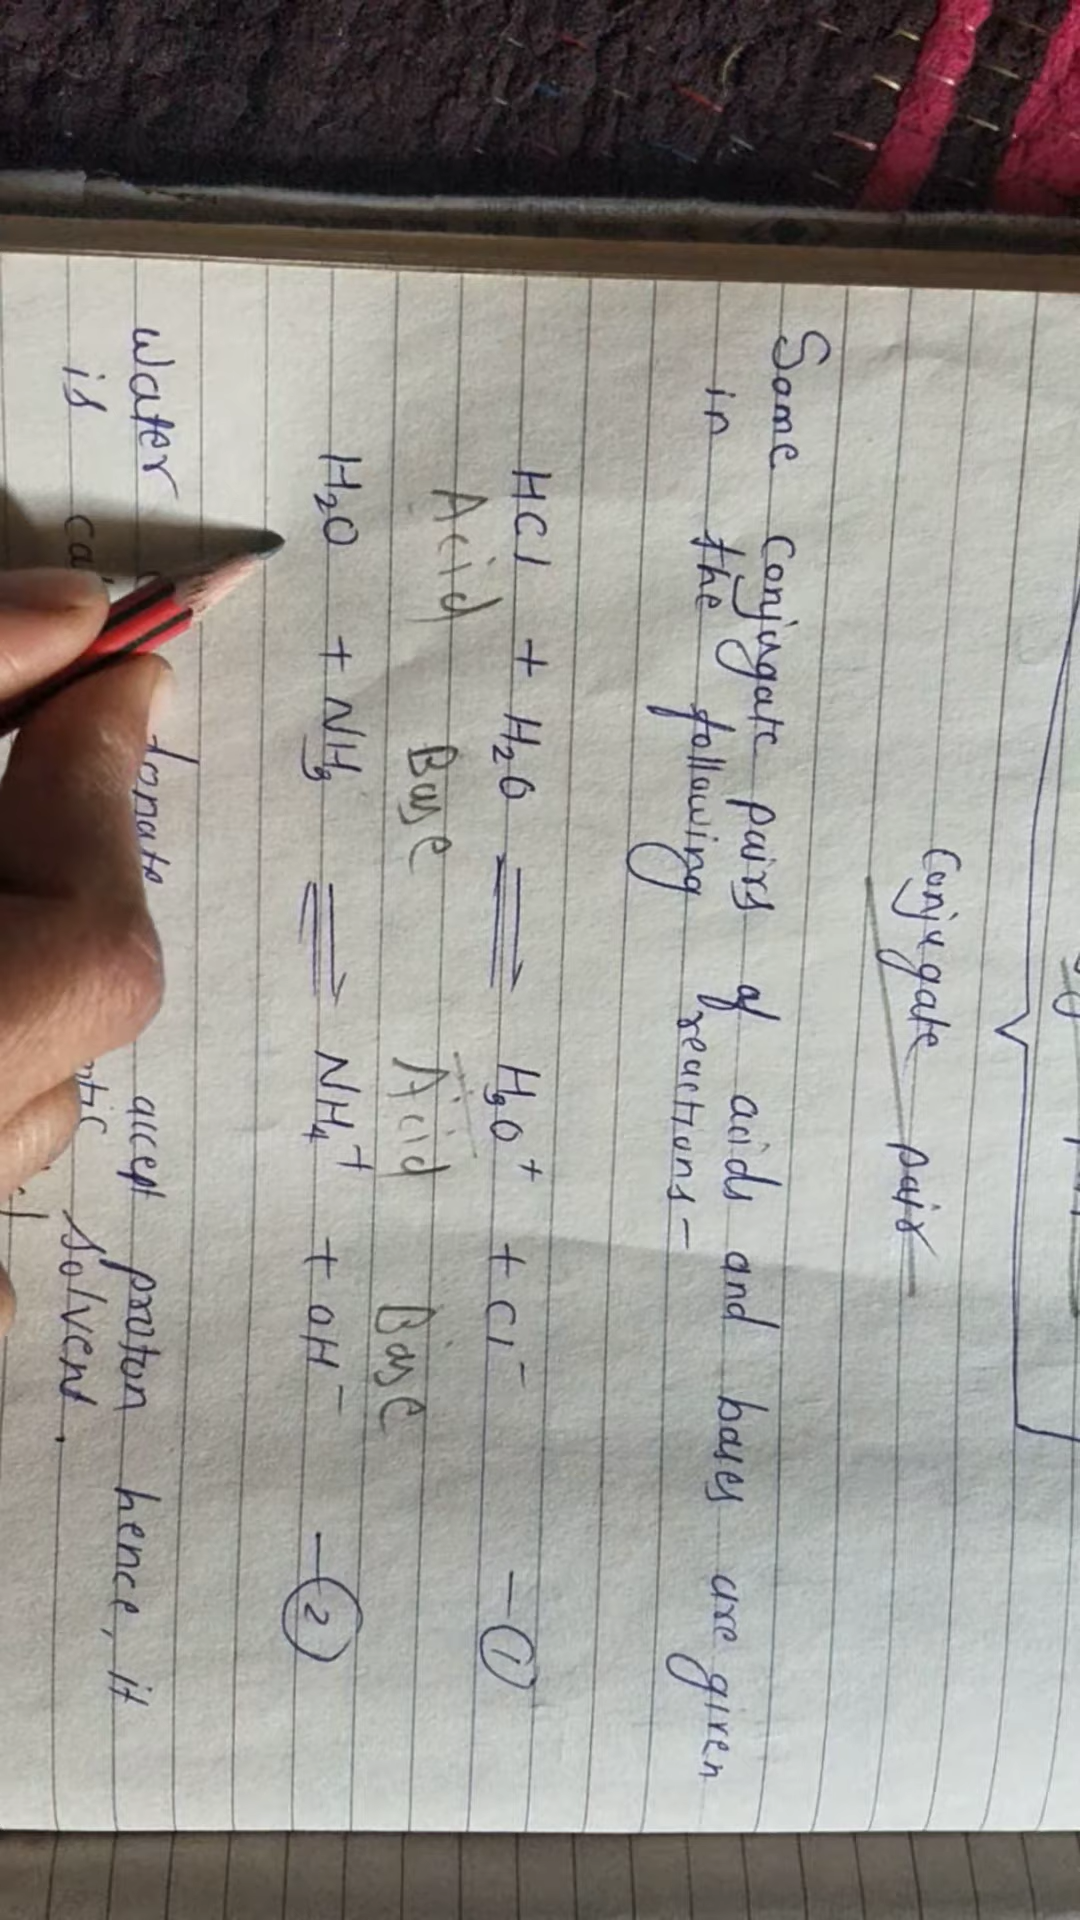 Conjugate pair
Some Conjugate pairs of acids and bases are given
in the following reactions-
HCl + H₂O ⇌ H₃O⁺ + Cl⁻ -①
Acid Base Acid Base
H₂O + NH₃ ⇌ NH₄⁺ + OH⁻ -②
Water donate accept proton hence, it
is solvent.